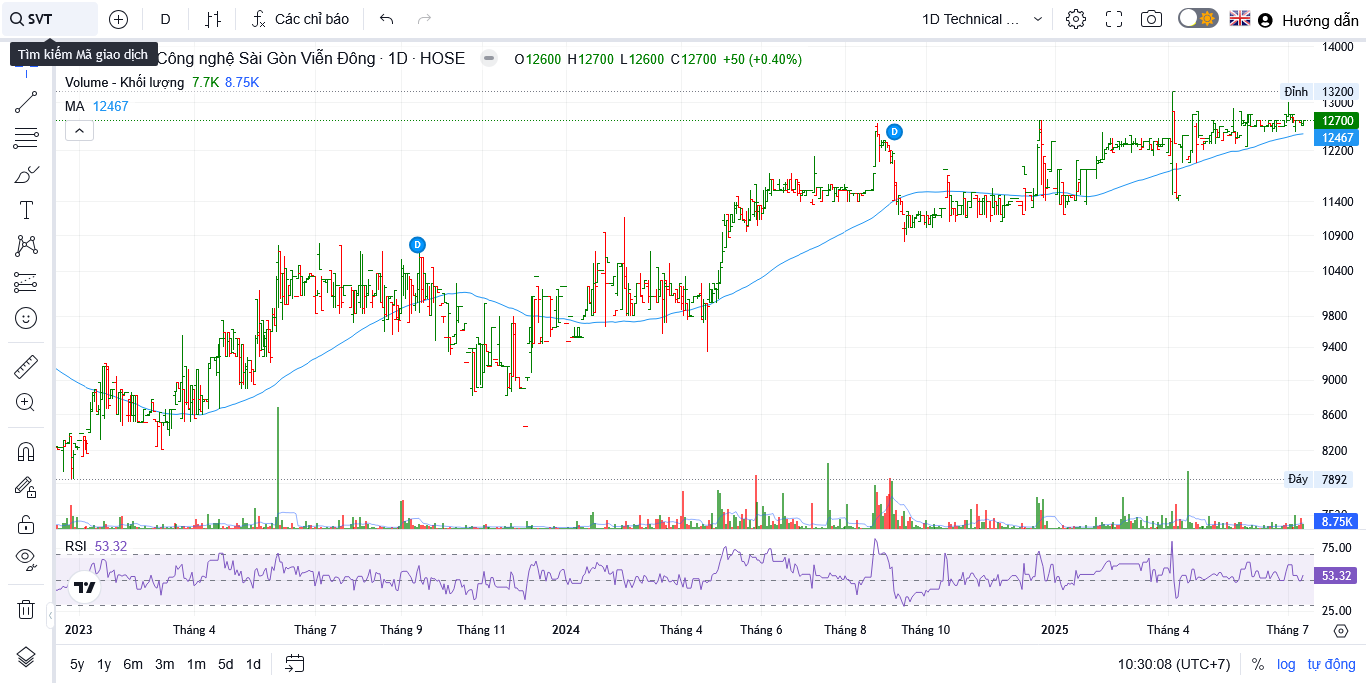 SVT
D
Các chỉ báo
1D Technical ...
Hướng dẫn
Tìm kiếm Mã giao dịch
Công nghệ Sài Gòn Viễn Đông · 1D · HOSE
O12600 H12700 L12600 C12700 +50 (+0.40%)
Volume - Khối lượng 7.7K 8.75K
MA 12467
D
D
14000
Đỉnh 13200
13000
12700
12467
12200
11400
10900
10400
9800
9400
9000
8600
8200
Đáy 7892
8.75K
RSI 53.32
75.00
53.32
25.00
2023 Tháng 4 Tháng 7 Tháng 9 Tháng 11 2024 Tháng 4 Tháng 6 Tháng 8 Tháng 10 2025 Tháng 4 Tháng 7
5y 1y 6m 3m 1m 5d 1d
10:30:08 (UTC+7) % log tự động